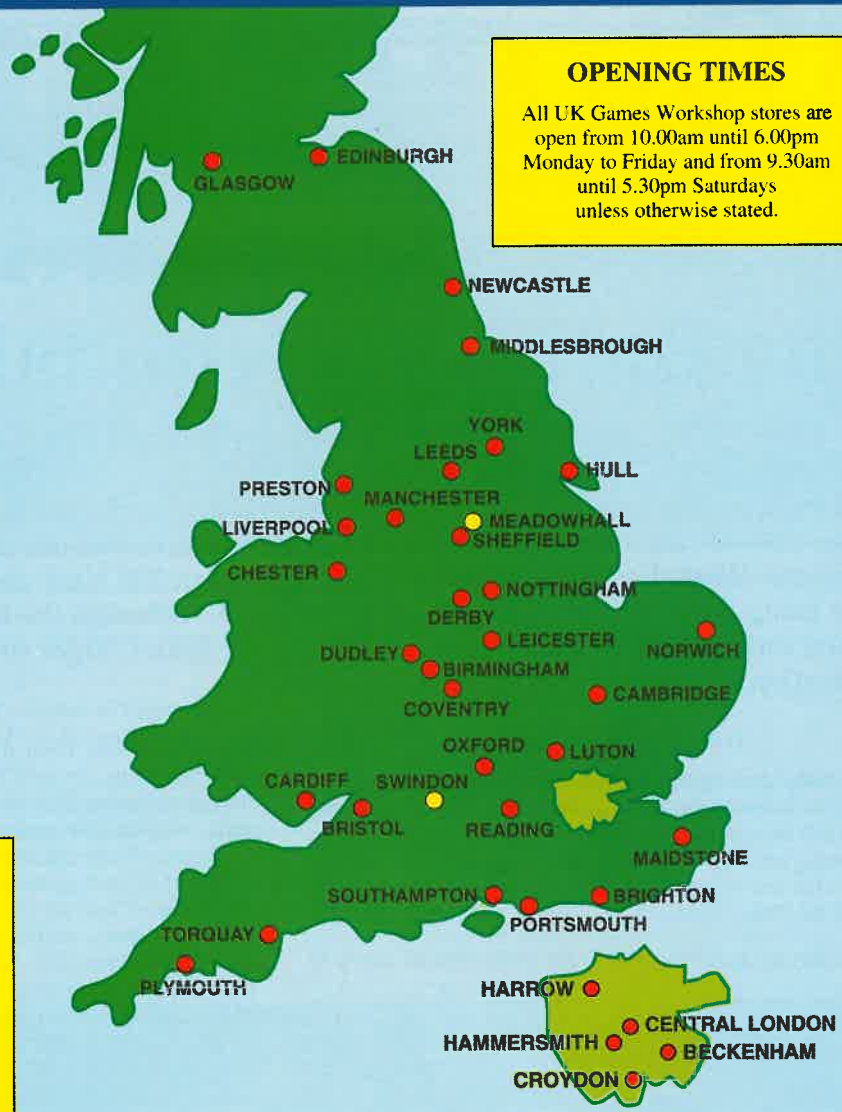 OPENING TIMES
All UK Games Workshop stores are
open from 10.00am until 6.00pm
Monday to Friday and from 9.30am
until 5.30pm Saturdays
unless otherwise stated.
EDINBURGH
GLASGOW
NEWCASTLE
MIDDLESBROUGH
YORK
LEEDS
HULL
PRESTON
MANCHESTER
LIVERPOOL
MEADOWHALL
SHEFFIELD
CHESTER
NOTTINGHAM
DERBY
LEICESTER
NORWICH
DUDLEY
BIRMINGHAM
CAMBRIDGE
COVENTRY
OXFORD
LUTON
CARDIFF
SWINDON
BRISTOL
READING
MAIDSTONE
SOUTHAMPTON
BRIGHTON
PORTSMOUTH
TORQUAY
PLYMOUTH
HARROW
CENTRAL LONDON
HAMMERSMITH
BECKENHAM
CROYDON